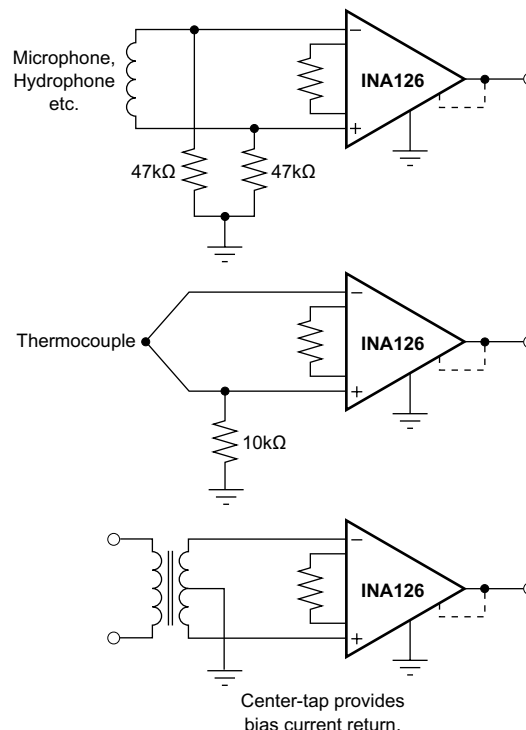 Microphone,
Hydrophone
etc.
−
INA126
+
47kΩ
47kΩ
Thermocouple
−
INA126
+
10kΩ
−
INA126
+
Center-tap provides
bias current return.